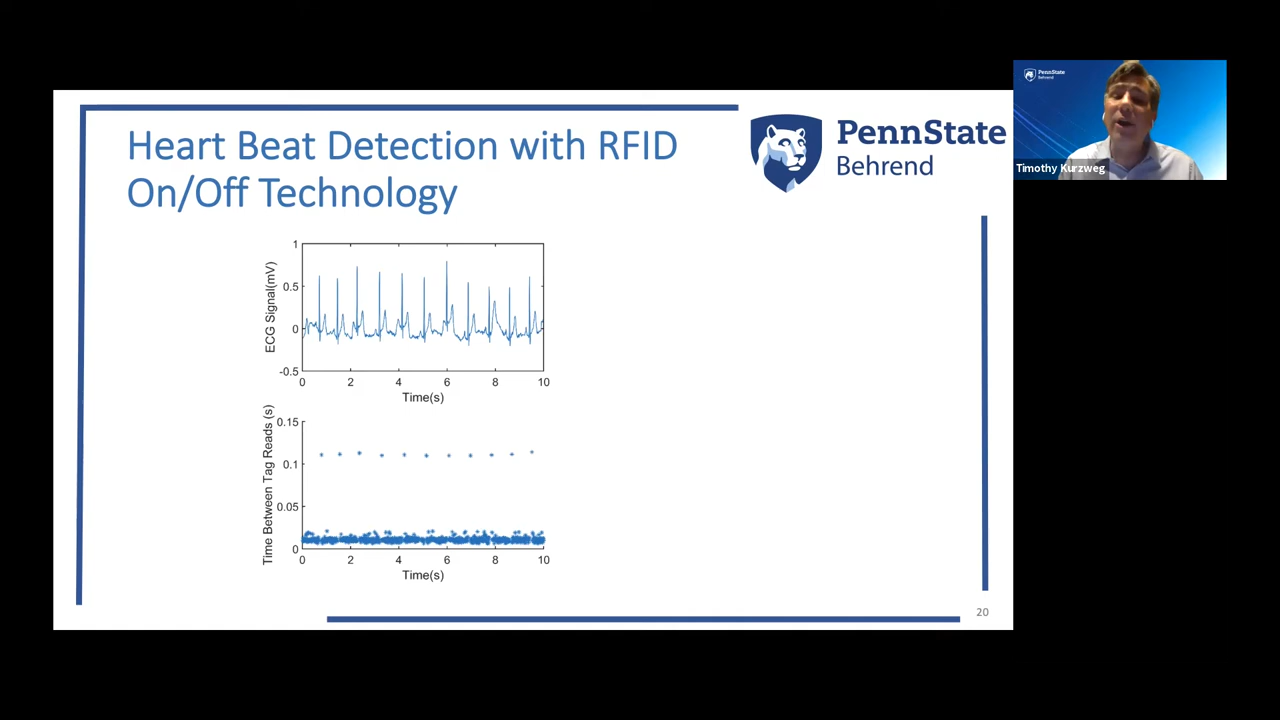 Heart Beat Detection with RFID
On/Off Technology
PennState
Behrend
PennState
Behrend
Timothy Kurzweg
1
0.5
0
-0.5
ECG Signal(mV)
0 2 4 6 8 10
Time(s)
0.15
0.1
0.05
0
Time Between Tag Reads (s)
0 2 4 6 8 10
Time(s)
20